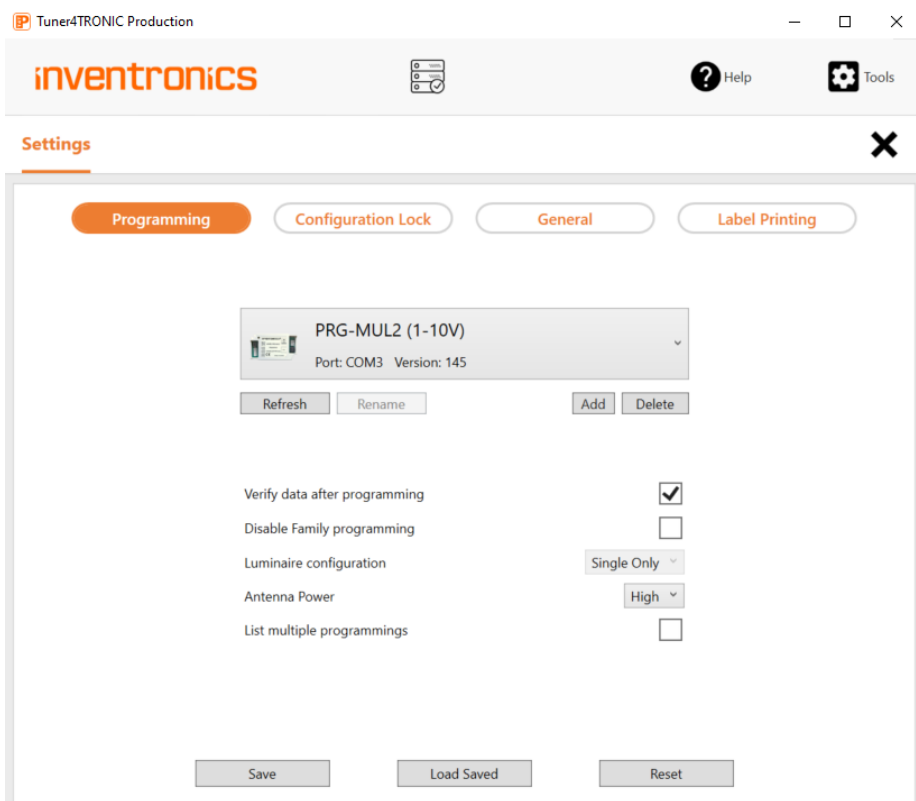 Tuner4TRONIC Production
inventronics
Help
Tools
Settings
Programming
Configuration Lock
General
Label Printing
PRG-MUL2 (1-10V)
Port: COM3 Version: 145
Refresh
Rename
Add
Delete
Verify data after programming
Disable Family programming
Luminaire configuration
Single Only
Antenna Power
High
List multiple programmings
Save
Load Saved
Reset